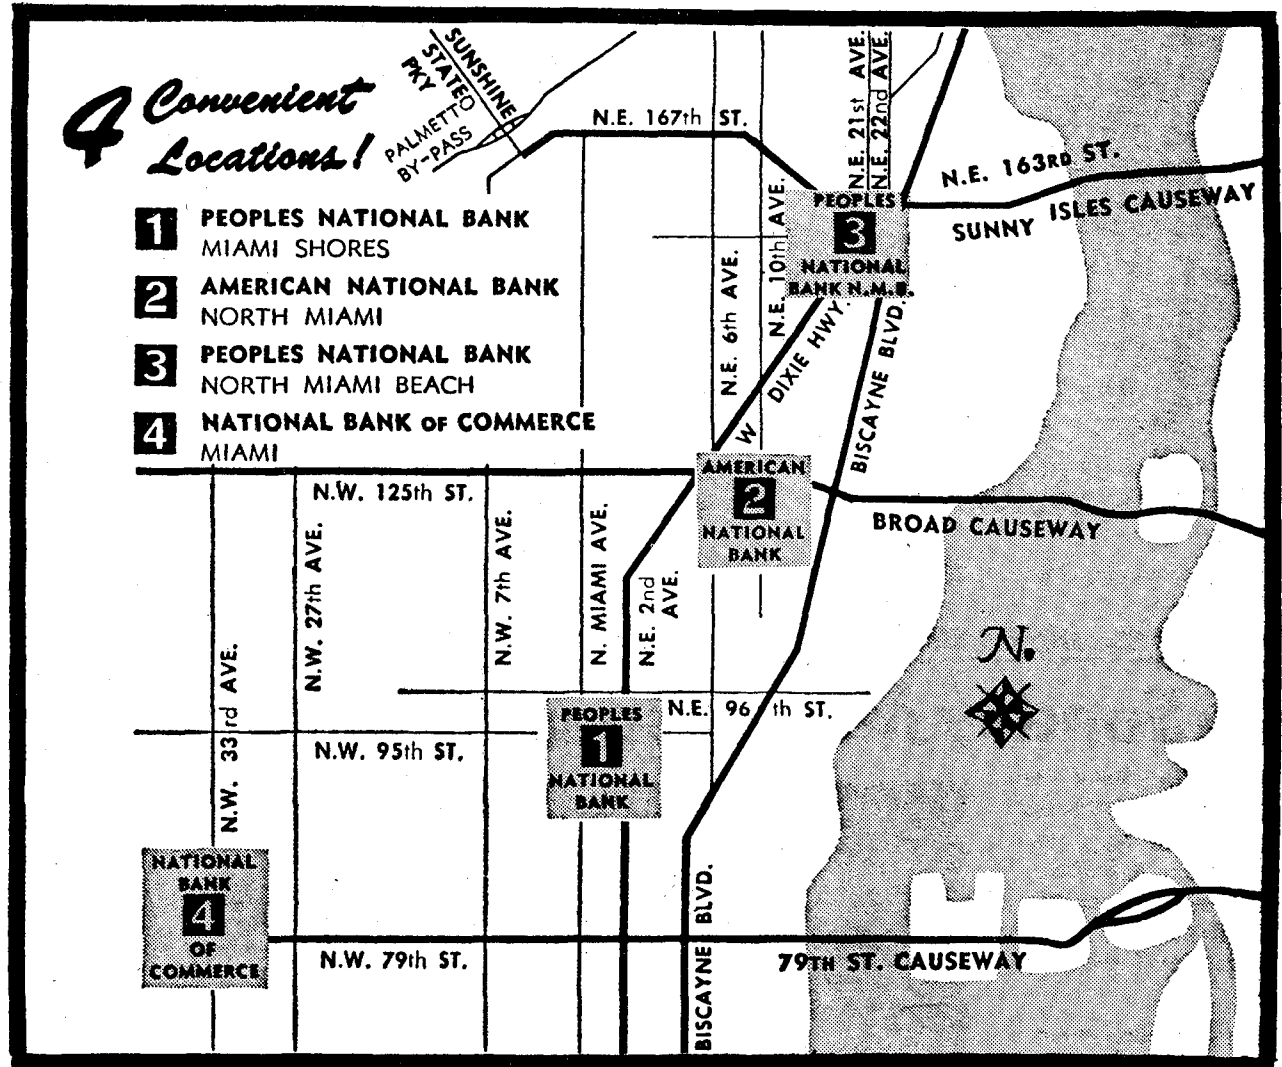 4 Convenient
Locations!
1 PEOPLES NATIONAL BANK
MIAMI SHORES
2 AMERICAN NATIONAL BANK
NORTH MIAMI
3 PEOPLES NATIONAL BANK
NORTH MIAMI BEACH
4 NATIONAL BANK OF COMMERCE
MIAMI
SUNSHINE
STATE
PKY
PALMETTO
BY-PASS
N.E. 167th ST.
N.E. 21st AVE.
N.E. 22nd AVE.
N.E. 163RD ST.
SUNNY ISLES CAUSEWAY
PEOPLES
3
NATIONAL
BANK N.M.B.
N.E. 6th AVE.
N.E. 10th AVE.
W DIXIE HWY.
BISCAYNE BLVD.
AMERICAN
2
NATIONAL
BANK
N.W. 125th ST.
BROAD CAUSEWAY
N.W. 33rd AVE.
N.W. 27th AVE.
N.W. 7th AVE.
N. MIAMI AVE.
N.E. 2nd
AVE.
N.
PEOPLES
1
NATIONAL
BANK
N.E. 96th ST.
N.W. 95th ST.
NATIONAL
BANK
4
OF
COMMERCE
N.W. 79th ST.
BISCAYNE BLVD.
79TH ST. CAUSEWAY